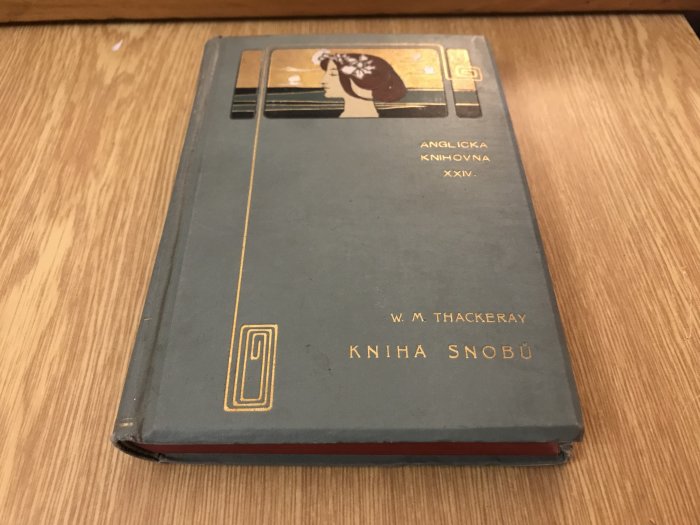 ANGLICKA
KNIHOVNA
XXIV.
W. M. THACKERAY
KNIHA SNOBŮ